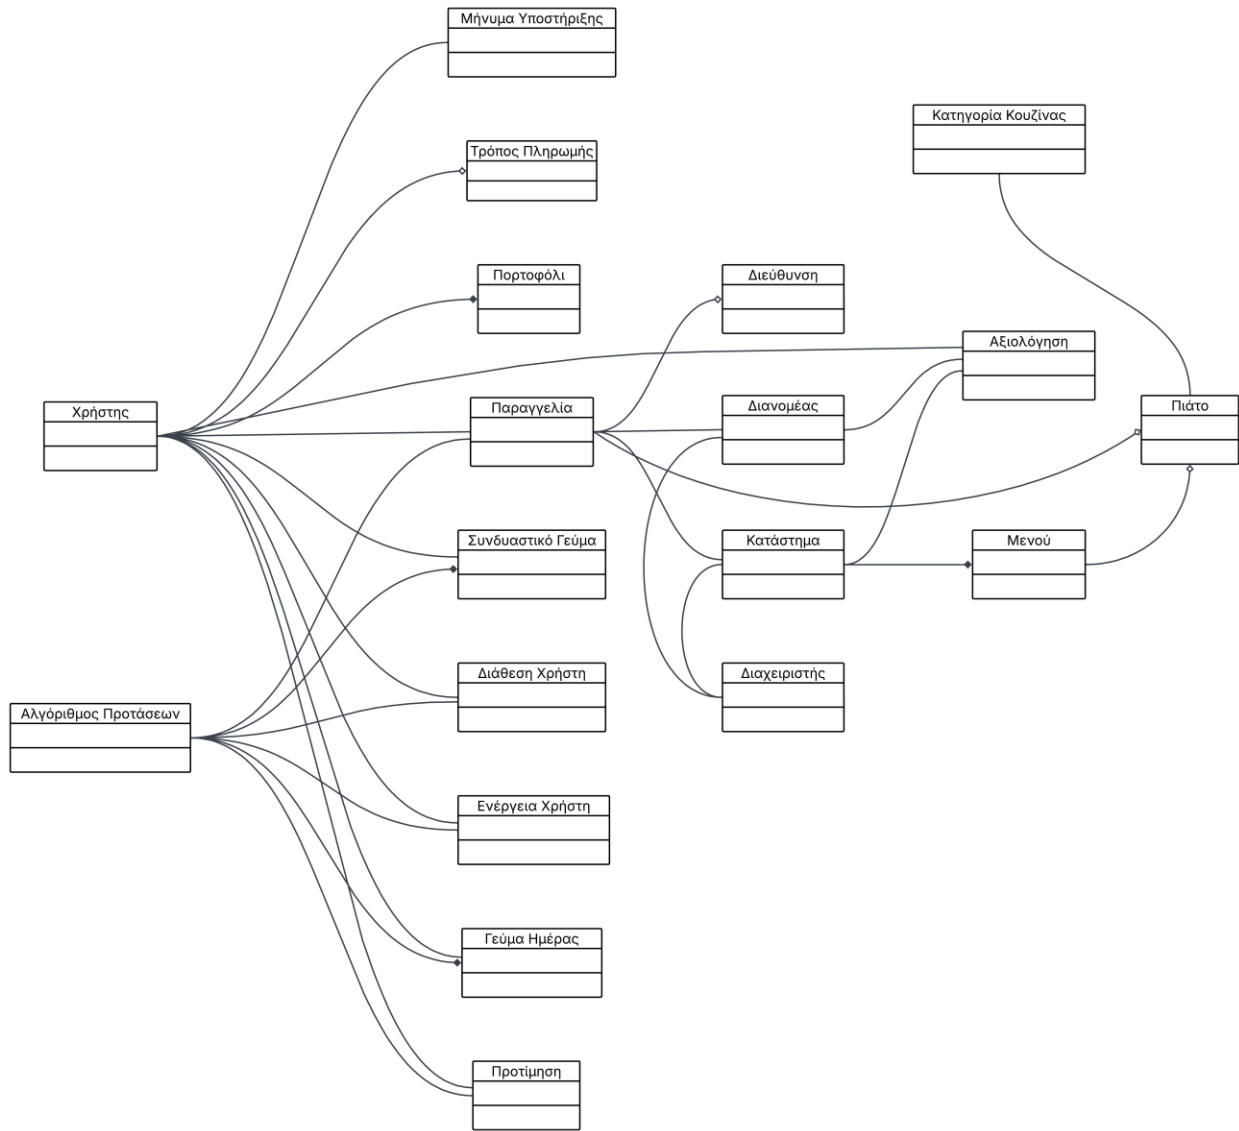 Μήνυμα Υποστήριξης
Κατηγορία Κουζίνας
Τρόπος Πληρωμής
Πορτοφόλι
Διεύθυνση
Αξιολόγηση
Χρήστης
Παραγγελία
Διανομέας
Πιάτο
Συνδυαστικό Γεύμα
Κατάστημα
Μενού
Διάθεση Χρήστη
Διαχειριστής
Αλγόριθμος Προτάσεων
Ενέργεια Χρήστη
Γεύμα Ημέρας
Προτίμηση